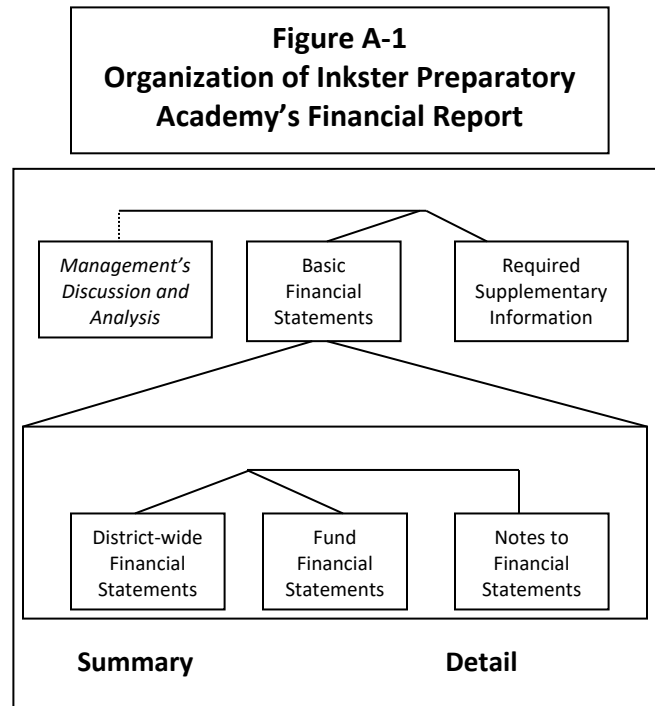 Figure A-1
Organization of Inkster Preparatory
Academy’s Financial Report
Management’s
Discussion and
Analysis
Basic
Financial
Statements
Required
Supplementary
Information
District-wide
Financial
Statements
Fund
Financial
Statements
Notes to
Financial
Statements
Summary
Detail